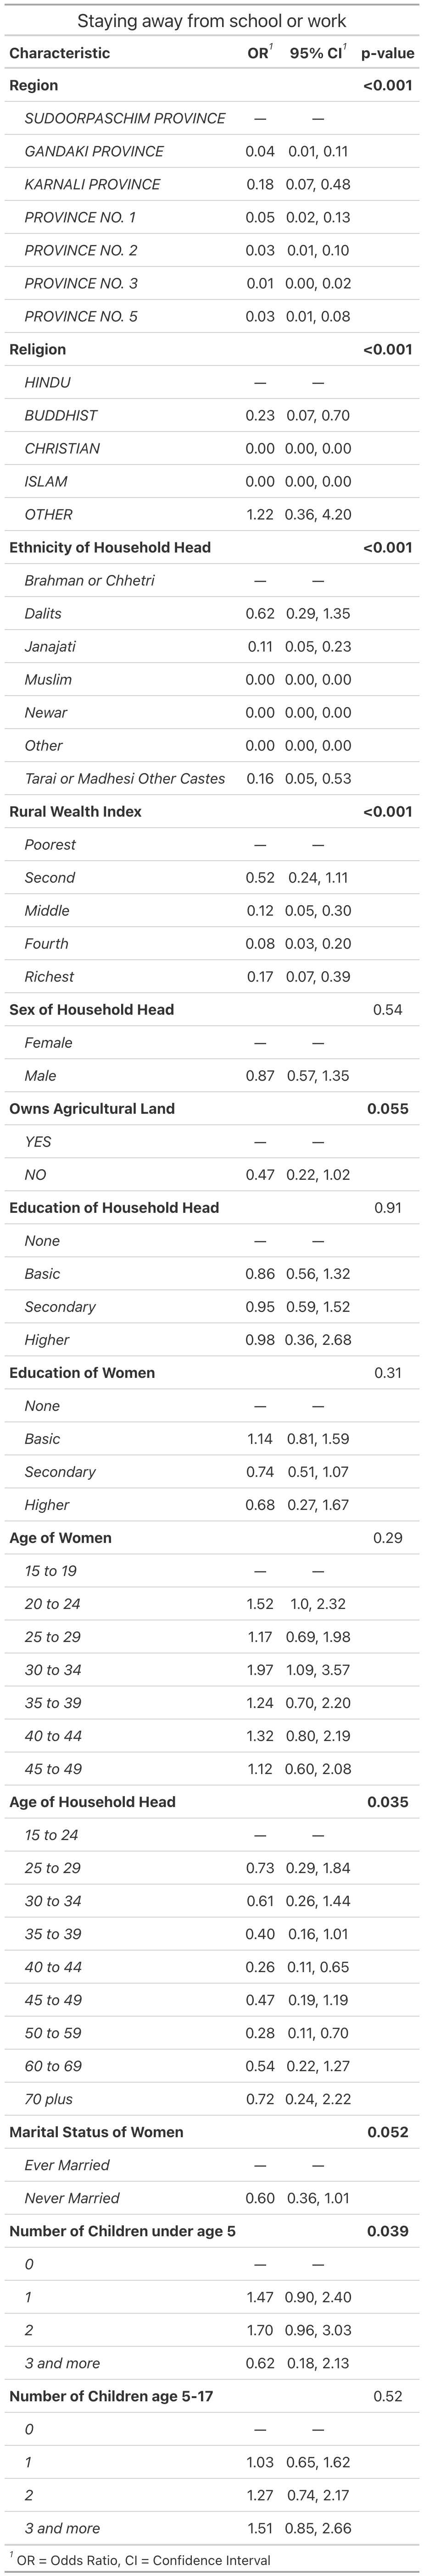 Staying away from school or work
Characteristic OR1 95% CI1 p-value
Region <0.001
SUDOORPASCHIM PROVINCE — —
GANDAKI PROVINCE 0.04 0.01, 0.11
KARNALI PROVINCE 0.18 0.07, 0.48
PROVINCE NO. 1 0.05 0.02, 0.13
PROVINCE NO. 2 0.03 0.01, 0.10
PROVINCE NO. 3 0.01 0.00, 0.02
PROVINCE NO. 5 0.03 0.01, 0.08
Religion <0.001
HINDU — —
BUDDHIST 0.23 0.07, 0.70
CHRISTIAN 0.00 0.00, 0.00
ISLAM 0.00 0.00, 0.00
OTHER 1.22 0.36, 4.20
Ethnicity of Household Head <0.001
Brahman or Chhetri — —
Dalits 0.62 0.29, 1.35
Janajati 0.11 0.05, 0.23
Muslim 0.00 0.00, 0.00
Newar 0.00 0.00, 0.00
Other 0.00 0.00, 0.00
Tarai or Madhesi Other Castes 0.16 0.05, 0.53
Rural Wealth Index <0.001
Poorest — —
Second 0.52 0.24, 1.11
Middle 0.12 0.05, 0.30
Fourth 0.08 0.03, 0.20
Richest 0.17 0.07, 0.39
Sex of Household Head 0.54
Female — —
Male 0.87 0.57, 1.35
Owns Agricultural Land 0.055
YES — —
NO 0.47 0.22, 1.02
Education of Household Head 0.91
None — —
Basic 0.86 0.56, 1.32
Secondary 0.95 0.59, 1.52
Higher 0.98 0.36, 2.68
Education of Women 0.31
None — —
Basic 1.14 0.81, 1.59
Secondary 0.74 0.51, 1.07
Higher 0.68 0.27, 1.67
Age of Women 0.29
15 to 19 — —
20 to 24 1.52 1.0, 2.32
25 to 29 1.17 0.69, 1.98
30 to 34 1.97 1.09, 3.57
35 to 39 1.24 0.70, 2.20
40 to 44 1.32 0.80, 2.19
45 to 49 1.12 0.60, 2.08
Age of Household Head 0.035
15 to 24 — —
25 to 29 0.73 0.29, 1.84
30 to 34 0.61 0.26, 1.44
35 to 39 0.40 0.16, 1.01
40 to 44 0.26 0.11, 0.65
45 to 49 0.47 0.19, 1.19
50 to 59 0.28 0.11, 0.70
60 to 69 0.54 0.22, 1.27
70 plus 0.72 0.24, 2.22
Marital Status of Women 0.052
Ever Married — —
Never Married 0.60 0.36, 1.01
Number of Children under age 5 0.039
0 — —
1 1.47 0.90, 2.40
2 1.70 0.96, 3.03
3 and more 0.62 0.18, 2.13
Number of Children age 5-17 0.52
0 — —
1 1.03 0.65, 1.62
2 1.27 0.74, 2.17
3 and more 1.51 0.85, 2.66
1 OR = Odds Ratio, CI = Confidence Interval